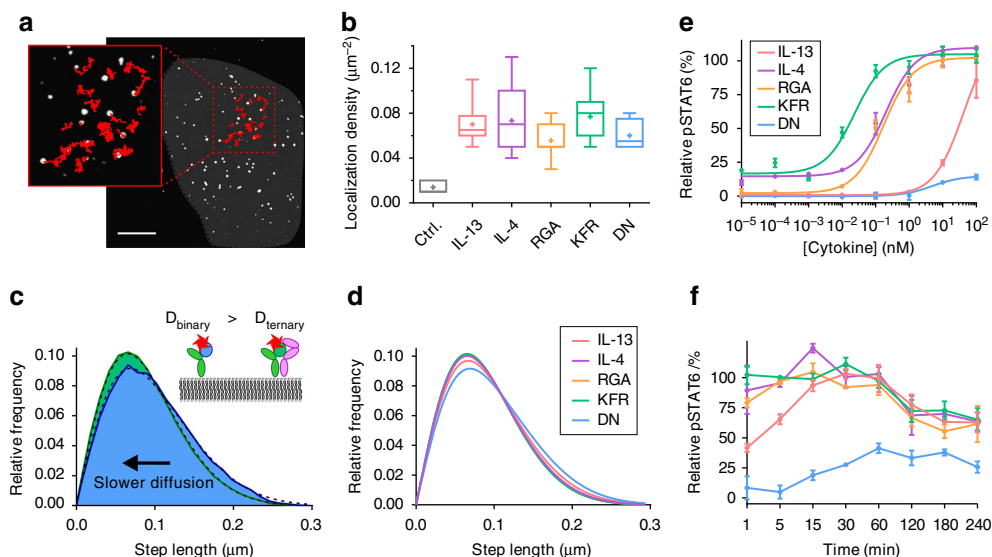 a
b
Localization density (μm⁻²)
0.12
0.08
0.04
0.00
Ctrl.
IL-13
IL-4
RGA
KFR
DN
e
Relative pSTAT6 (%)
100
75
50
25
0
IL-13
IL-4
RGA
KFR
DN
10⁻⁵ 10⁻⁴ 10⁻³ 10⁻² 10⁻¹ 10⁰ 10¹ 10²
[Cytokine] (nM)
c
Relative frequency
0.10
0.08
0.06
0.04
0.02
0.00
D binary > D ternary
Slower diffusion
0 0.1 0.2 0.3
Step length (μm)
d
Relative frequency
0.10
0.08
0.06
0.04
0.02
0.00
IL-13
IL-4
RGA
KFR
DN
0 0.1 0.2 0.3
Step length (μm)
f
Relative pSTAT6 /%
125
100
75
50
25
0
1 5 15 30 60 120 180 240
Time (min)